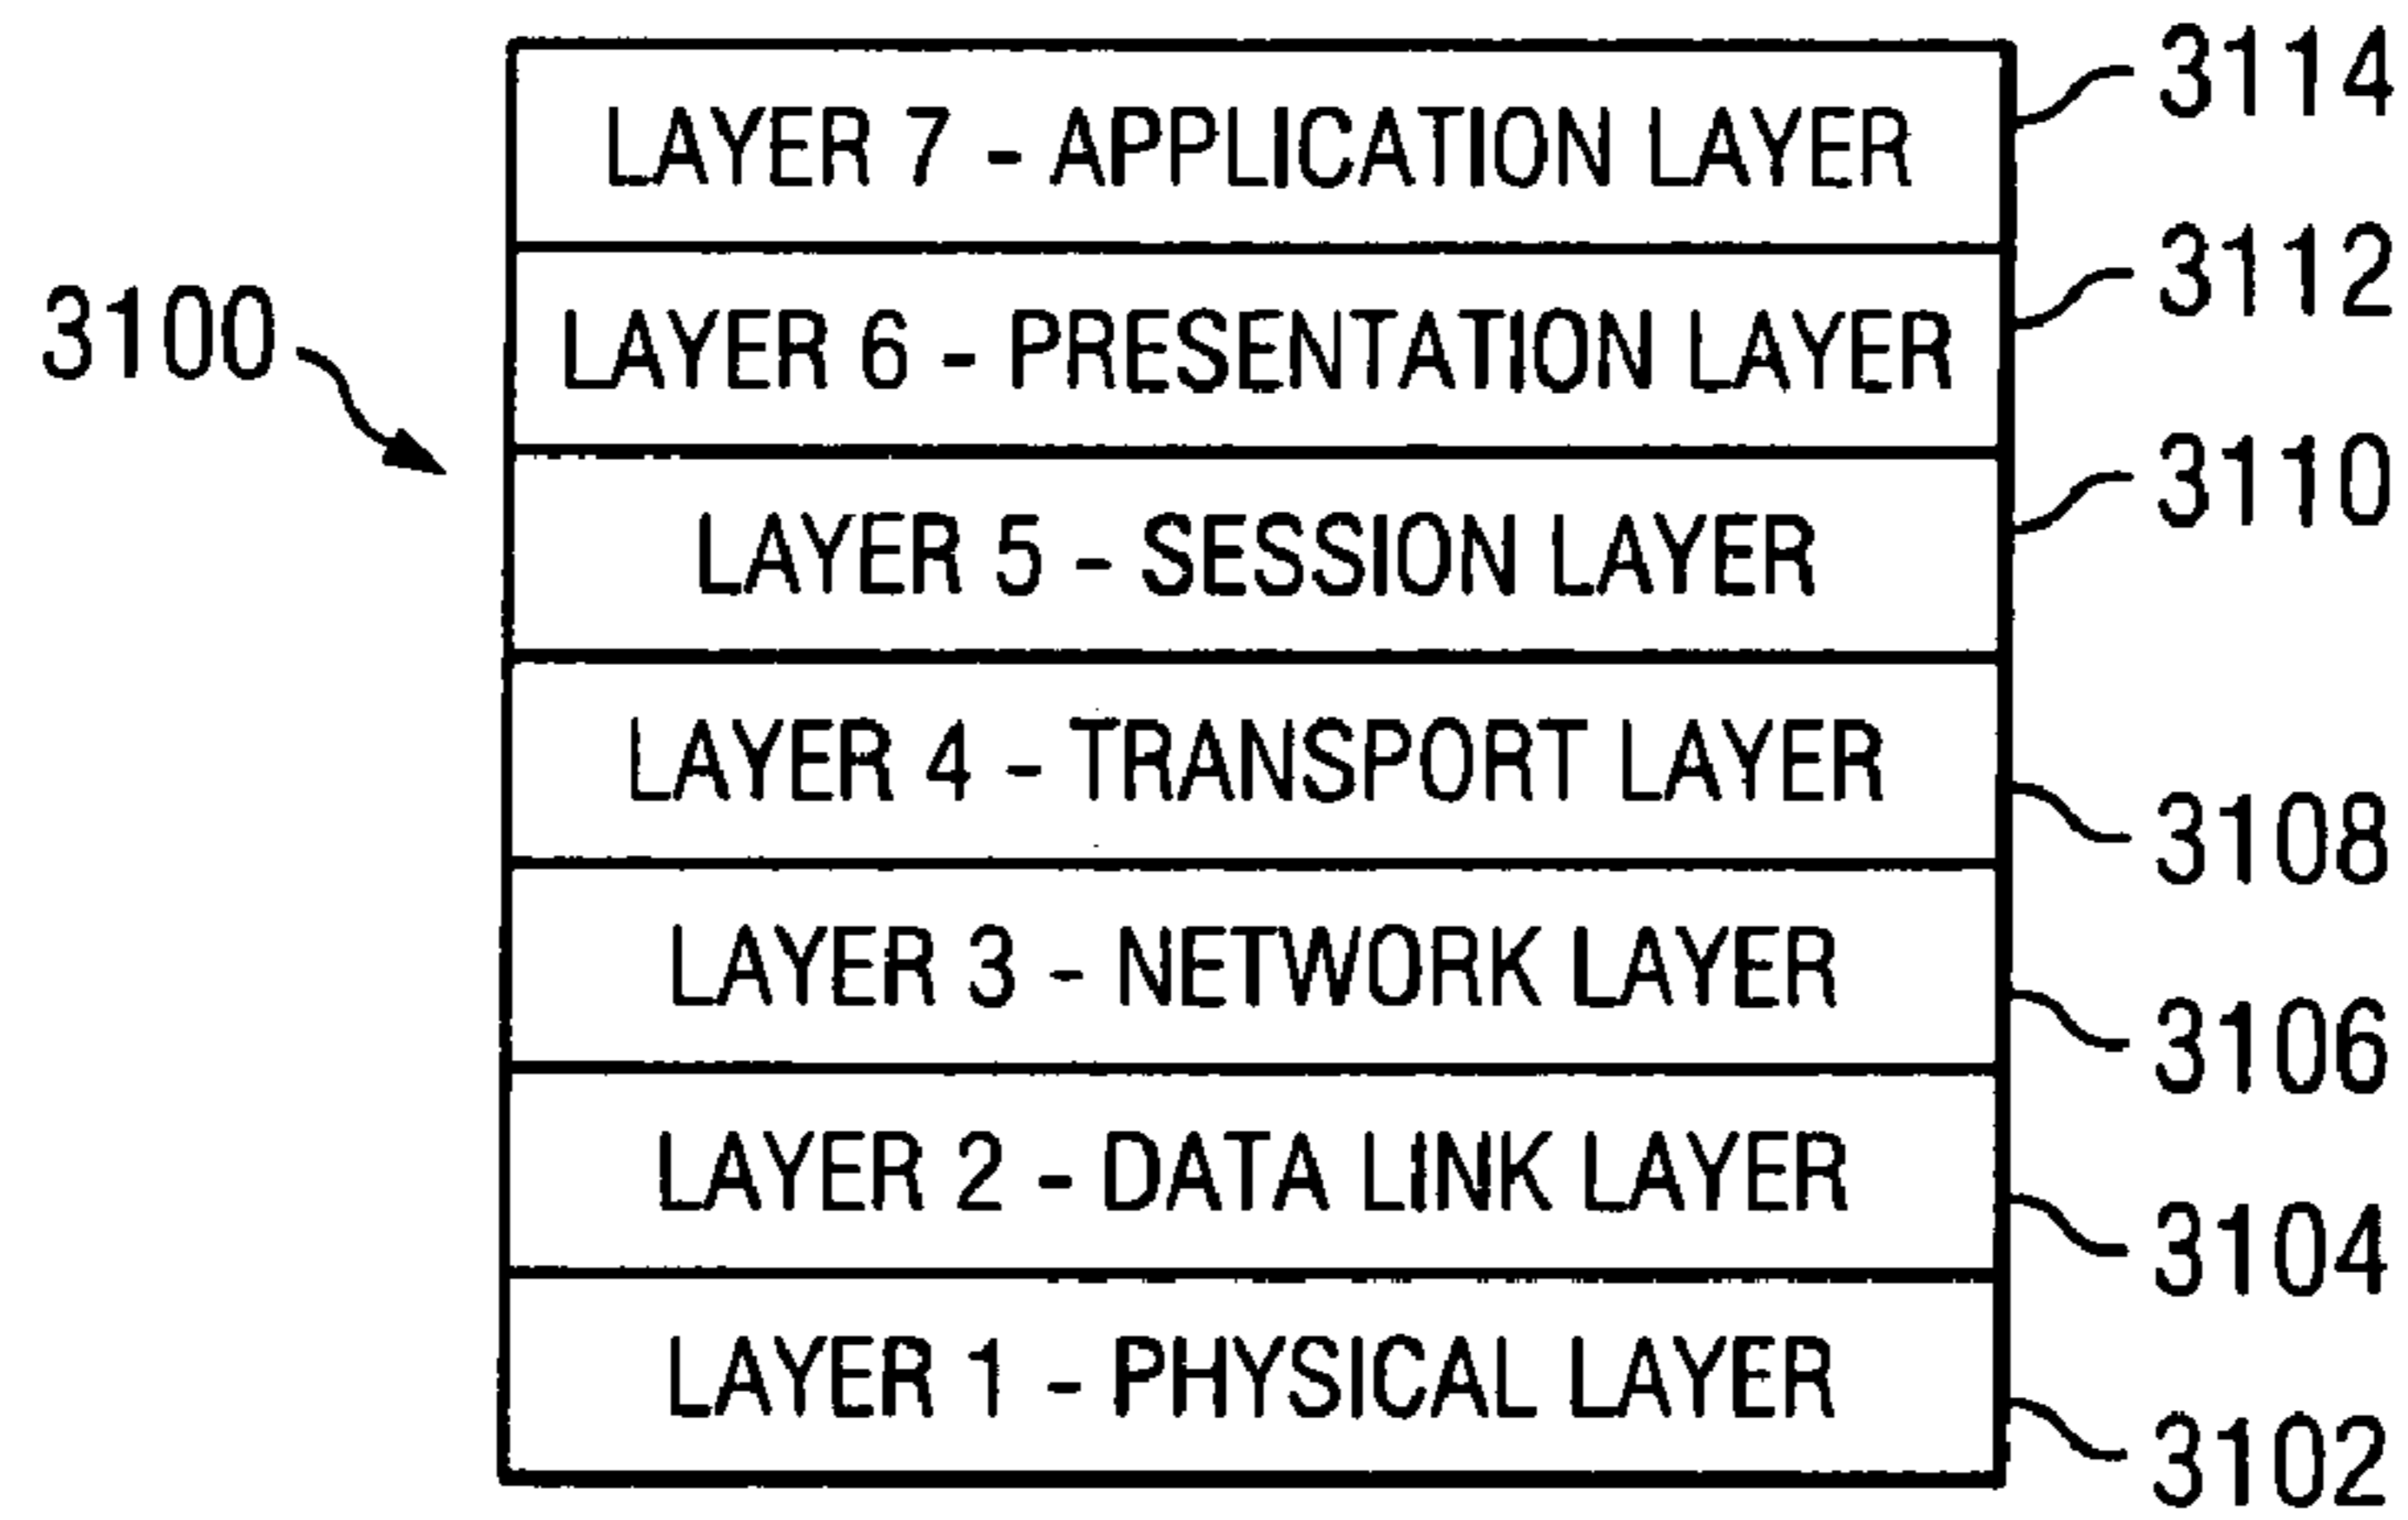 3114
LAYER 7 - APPLICATION LAYER
3112
LAYER 6 - PRESENTATION LAYER
3100
3110
LAYER 5 - SESSION LAYER
LAYER 4 - TRANSPORT LAYER
3108
LAYER 3 - NETWORK LAYER
3106
LAYER 2 - DATA LINK LAYER
3104
LAYER 1 - PHYSICAL LAYER
3102